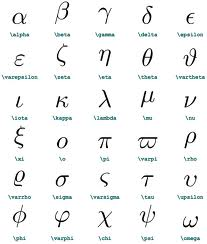 α β γ δ ϵ
\alpha \beta \gamma \delta \epsilon
ε ζ η θ ϑ
\varepsilon \zeta \eta \theta \vartheta
ι κ λ μ ν
\iota \kappa \lambda \mu \nu
ξ ο π ϖ ρ
\xi \o \pi \varpi \rho
ϱ σ ς τ υ
\varrho \sigma \varsigma \tau \upsilon
ϕ φ χ ψ ω
\phi \varphi \chi \psi \omega